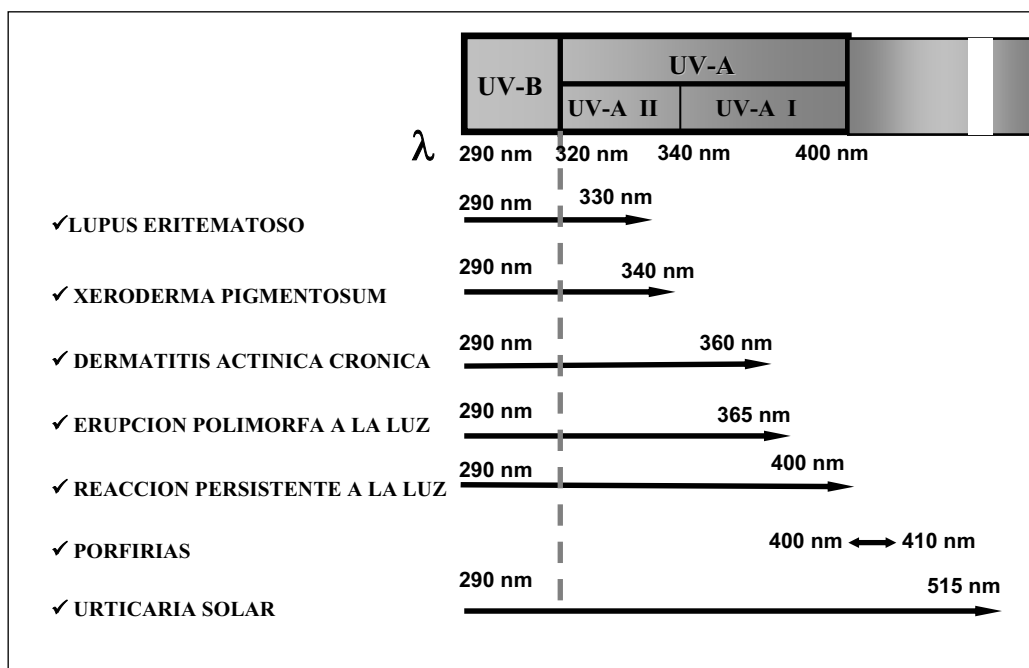 UV-B
UV-A
UV-A II
UV-A I
λ
290 nm
320 nm
340 nm
400 nm
✓LUPUS ERITEMATOSO
290 nm
330 nm
✓ XERODERMA PIGMENTOSUM
290 nm
340 nm
✓ DERMATITIS ACTINICA CRONICA
290 nm
360 nm
✓ ERUPCION POLIMORFA A LA LUZ
290 nm
365 nm
✓ REACCION PERSISTENTE A LA LUZ
290 nm
400 nm
✓ PORFIRIAS
400 nm
410 nm
✓ URTICARIA SOLAR
290 nm
515 nm